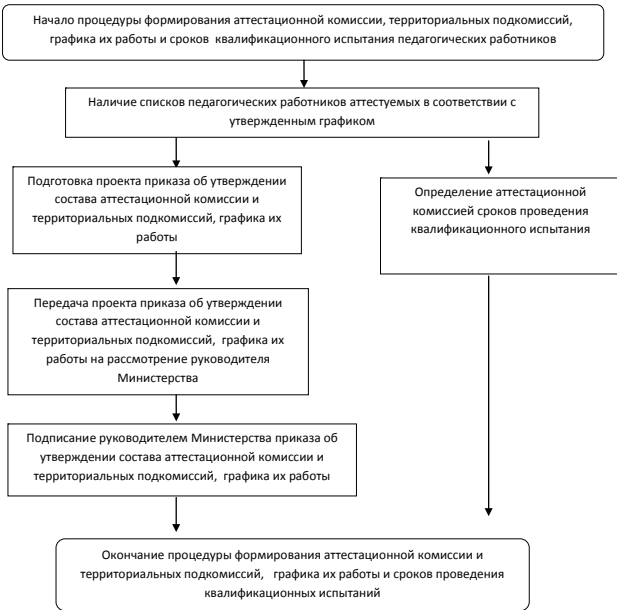 Начало процедуры формирования аттестационной комиссии, территориальных подкомиссий,
графика их работы и сроков квалификационного испытания педагогических работников
Наличие списков педагогических работников аттестуемых в соответствии с
утвержденным графиком
Подготовка проекта приказа об утверждении
состава аттестационной комиссии и
территориальных подкомиссий, графика их
работы
Определение аттестационной
комиссией сроков проведения
квалификационного испытания
Передача проекта приказа об утверждении
состава аттестационной комиссии и
территориальных подкомиссий, графика их
работы на рассмотрение руководителя
Министерства
Подписание руководителем Министерства приказа об
утверждении состава аттестационной комиссии и
территориальных подкомиссий, графика их работы
Окончание процедуры формирования аттестационной комиссии и
территориальных подкомиссий, графика их работы и сроков проведения
квалификационных испытаний